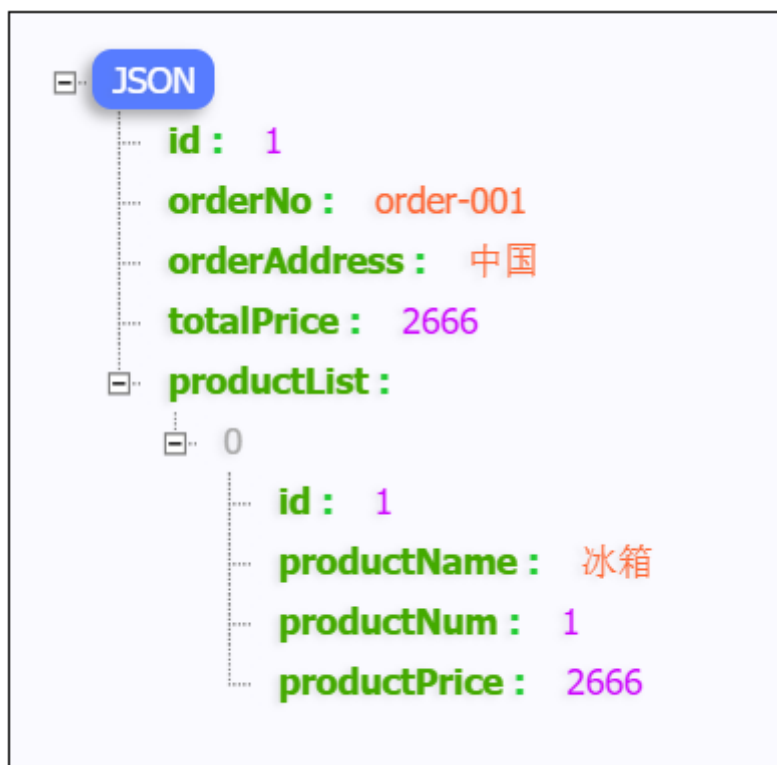 JSON
id : 1
orderNo : order-001
orderAddress : 中国
totalPrice : 2666
productList :
0
id : 1
productName : 冰箱
productNum : 1
productPrice : 2666